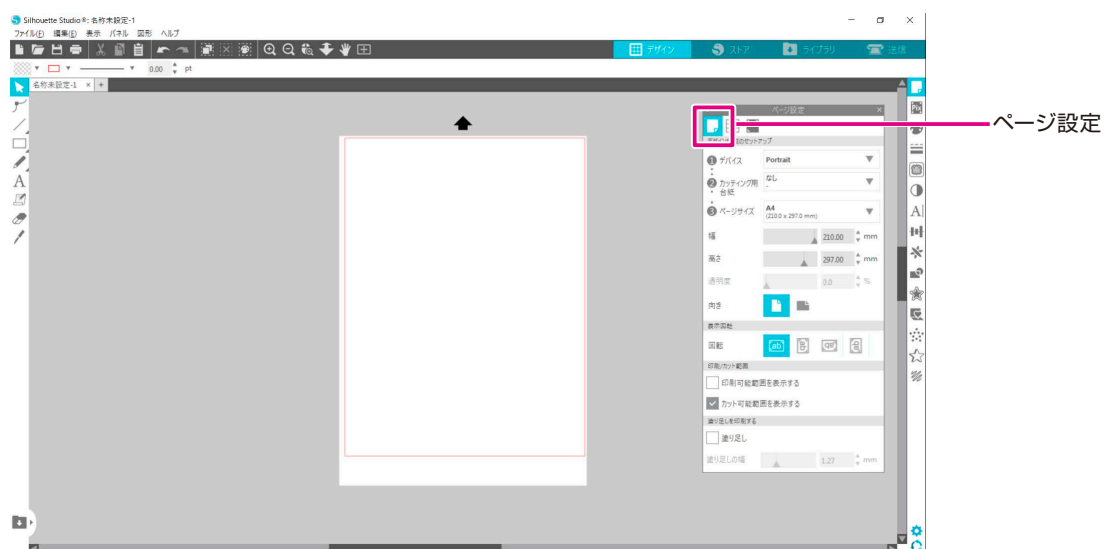 Silhouette Studio®: 名称未設定-1
ファイル(F) 編集(E) 表示 パネル 図形 ヘルプ
デザイン ストア ライブラリ 送信
0.00 pt
名称未設定-1 × +
ページ設定 ×
ページ設定
❶ デバイス Portrait
❷ カッティング用台紙 なし
-
❸ ページサイズ A4
(210.0 x 297.0 mm)
幅 210.00 mm
高さ 297.00 mm
透明度 0.0 %
向き
表示回転
回転
印刷/カット範囲
印刷可能範囲を表示する
カット可能範囲を表示する
塗り足しを印刷する
塗り足し
塗り足しの幅 1.27 mm